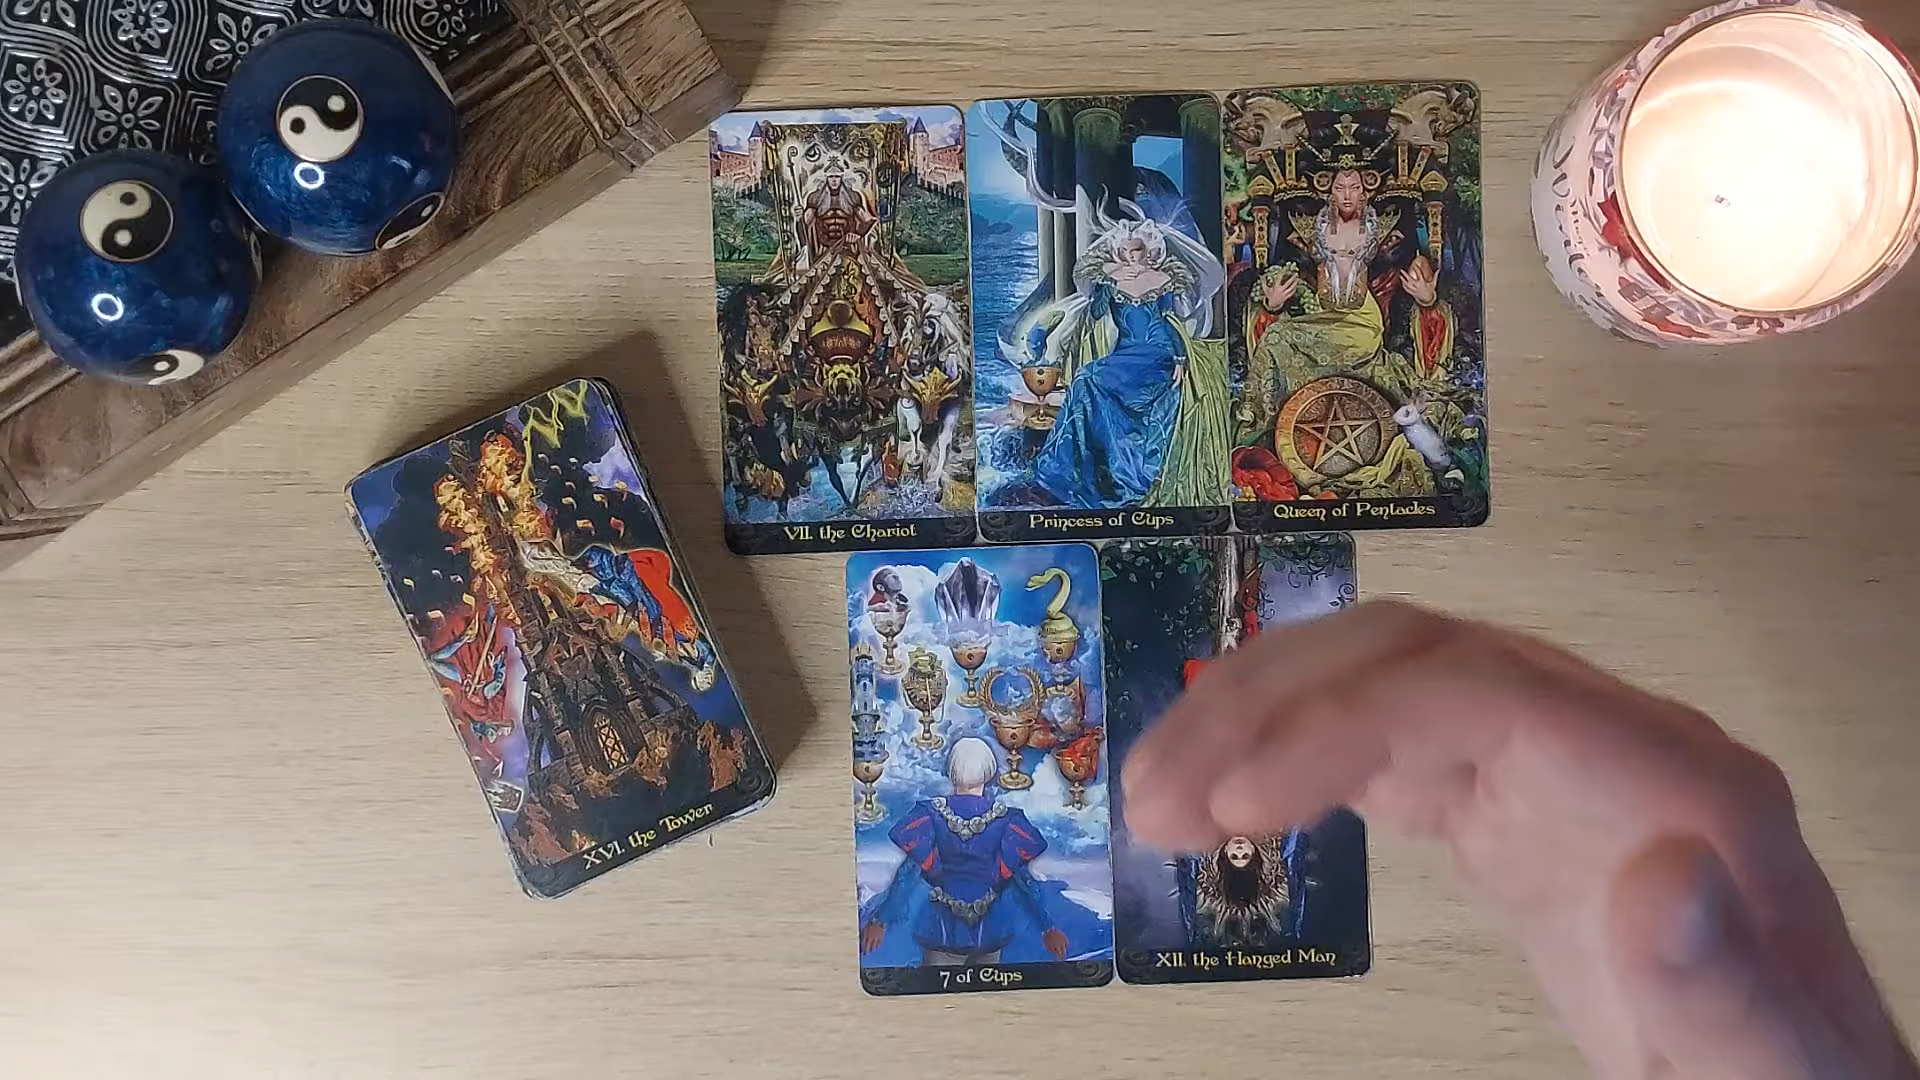 VII. the Chariot
Princess of Cups
Queen of Pentacles
XVI. the Tower
7 of Cups
XII. the Hanged Man